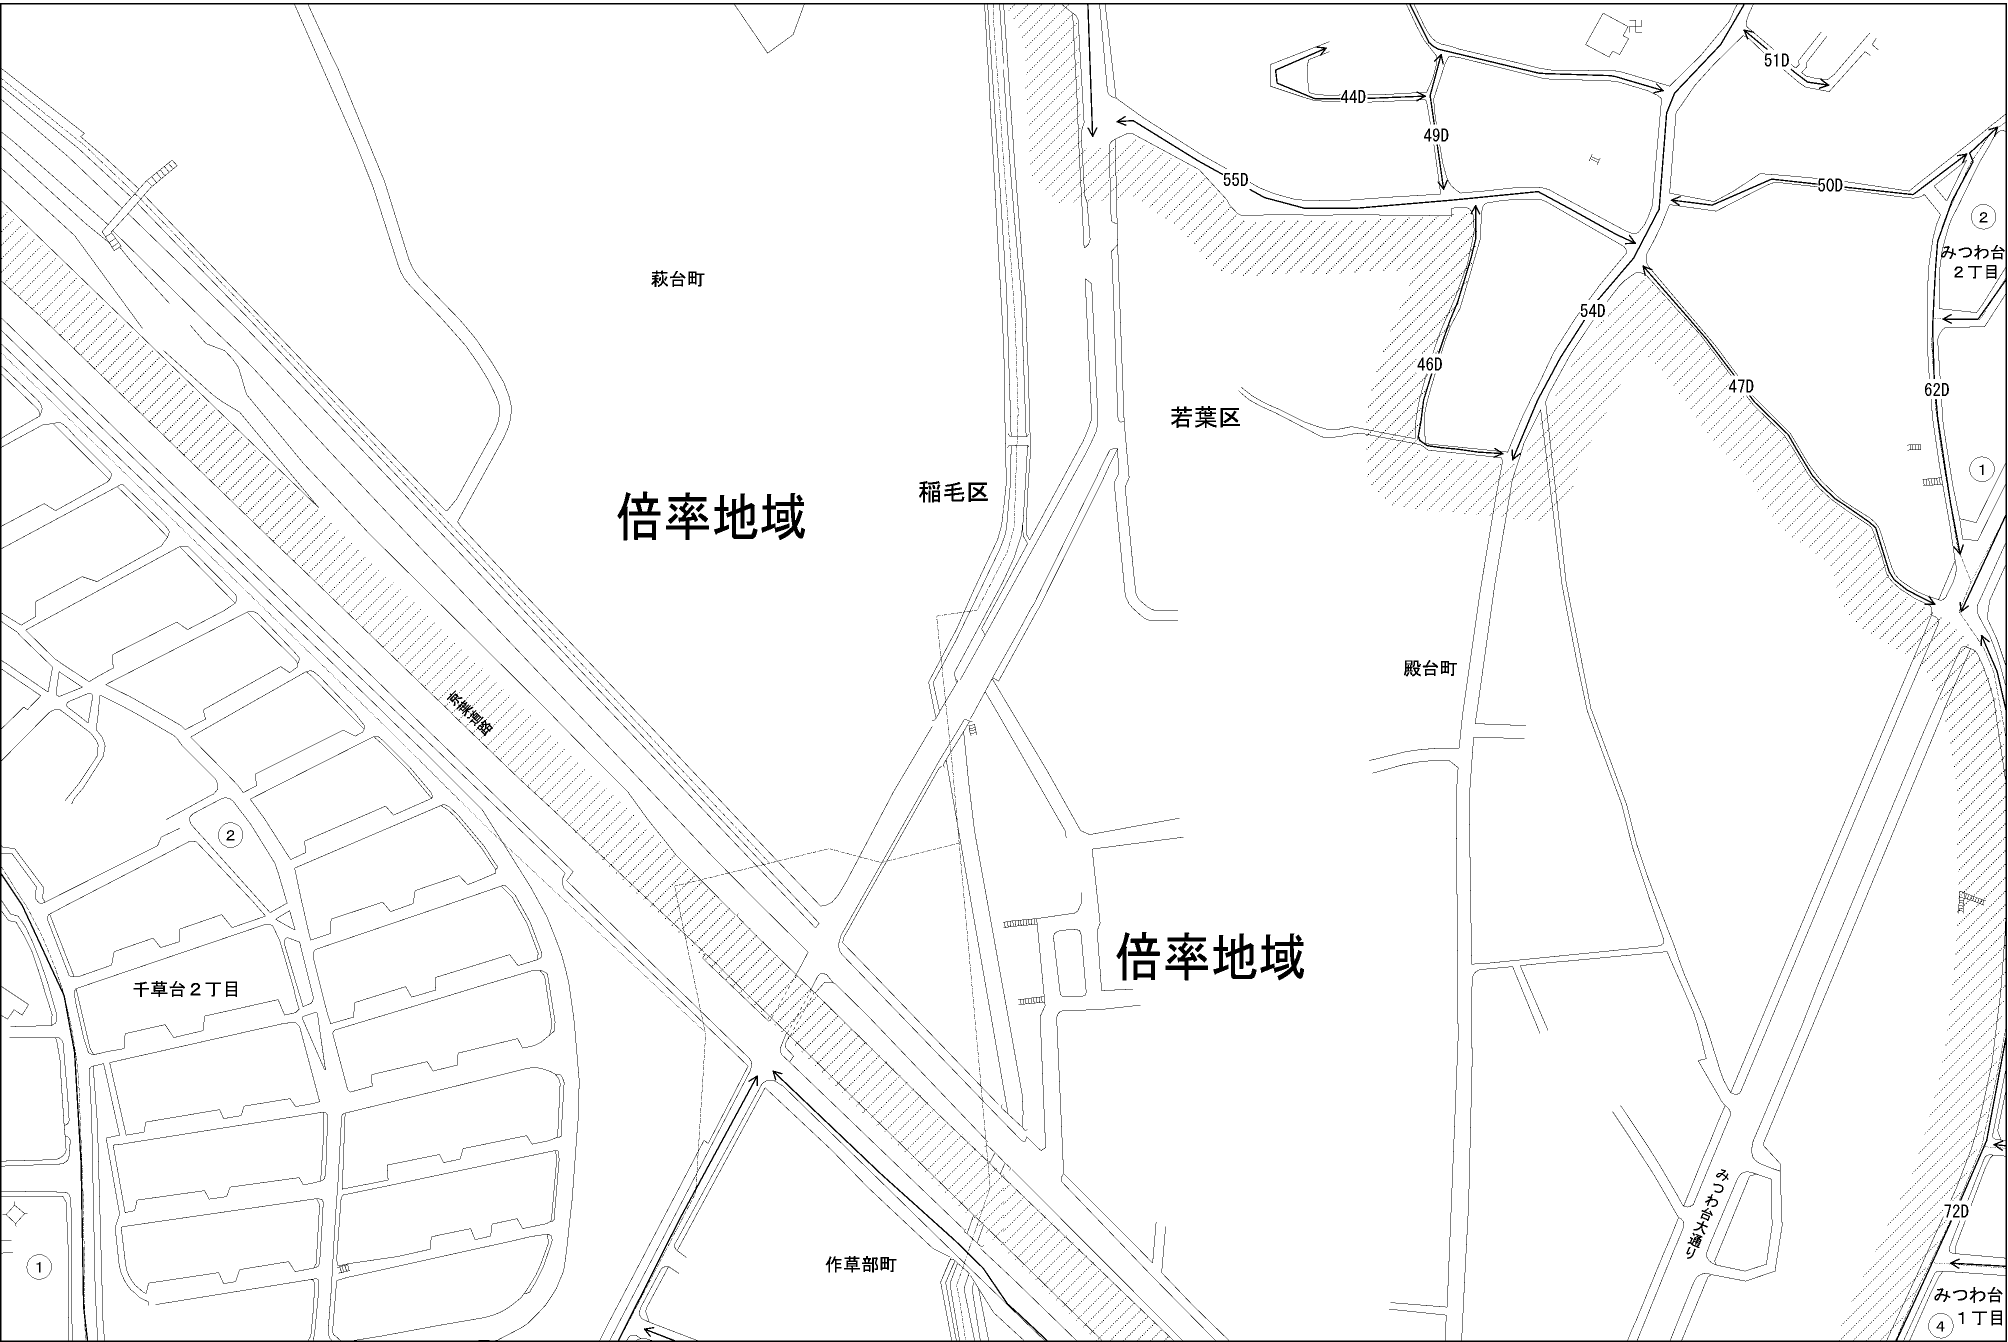 51D
44D
49D
55D
50D
2
みつわ台
2丁目
萩台町
54D
46D
47D
62D
若葉区
1
稲毛区
倍率地域
殿台町
京葉道路
2
倍率地域
千草台2丁目
みつわ台大通り
72D
1
作草部町
みつわ台
1丁目
4